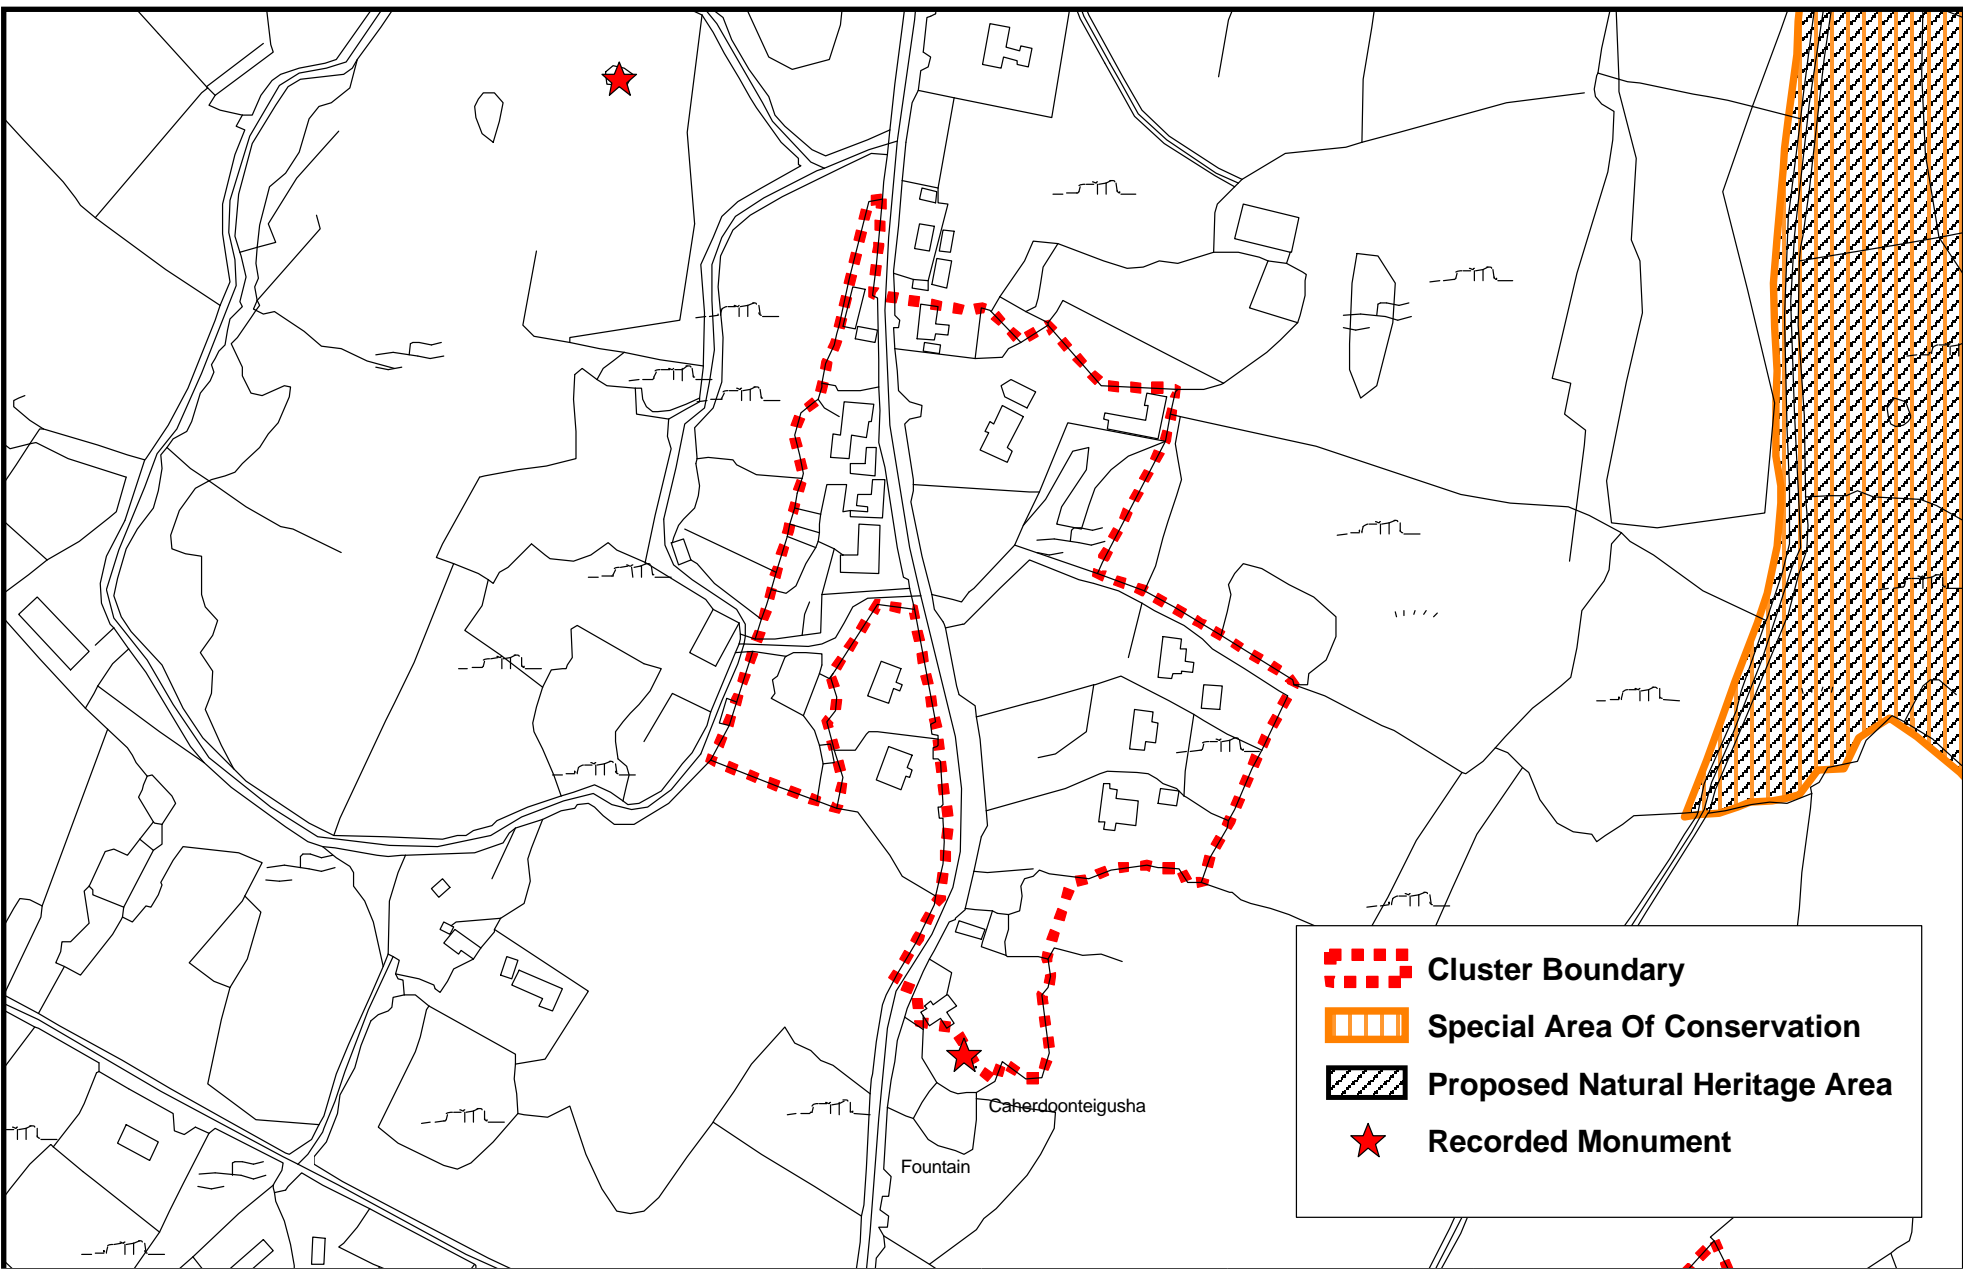 Cluster Boundary
Special Area Of Conservation
Proposed Natural Heritage Area
Recorded Monument
Caherdoonteigusha
Fountain